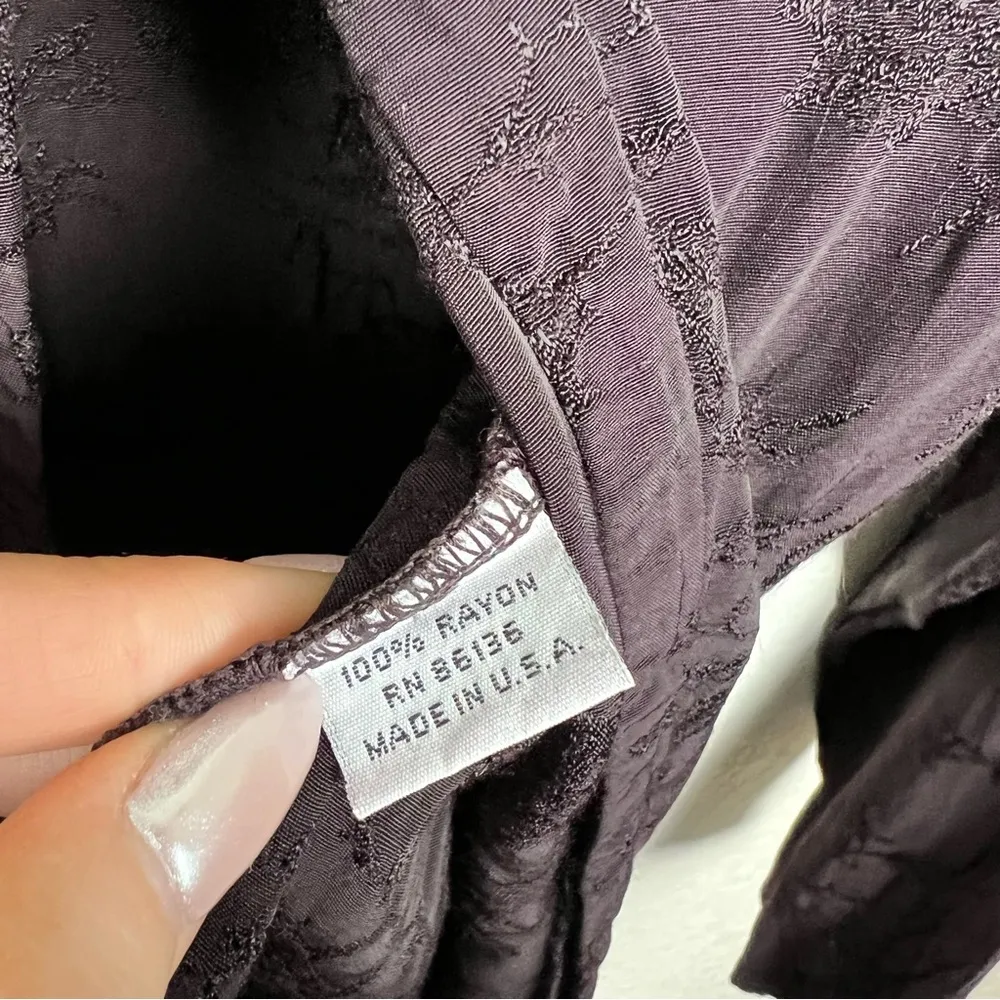 100% RAYON
RN 86136
MADE IN U.S.A.